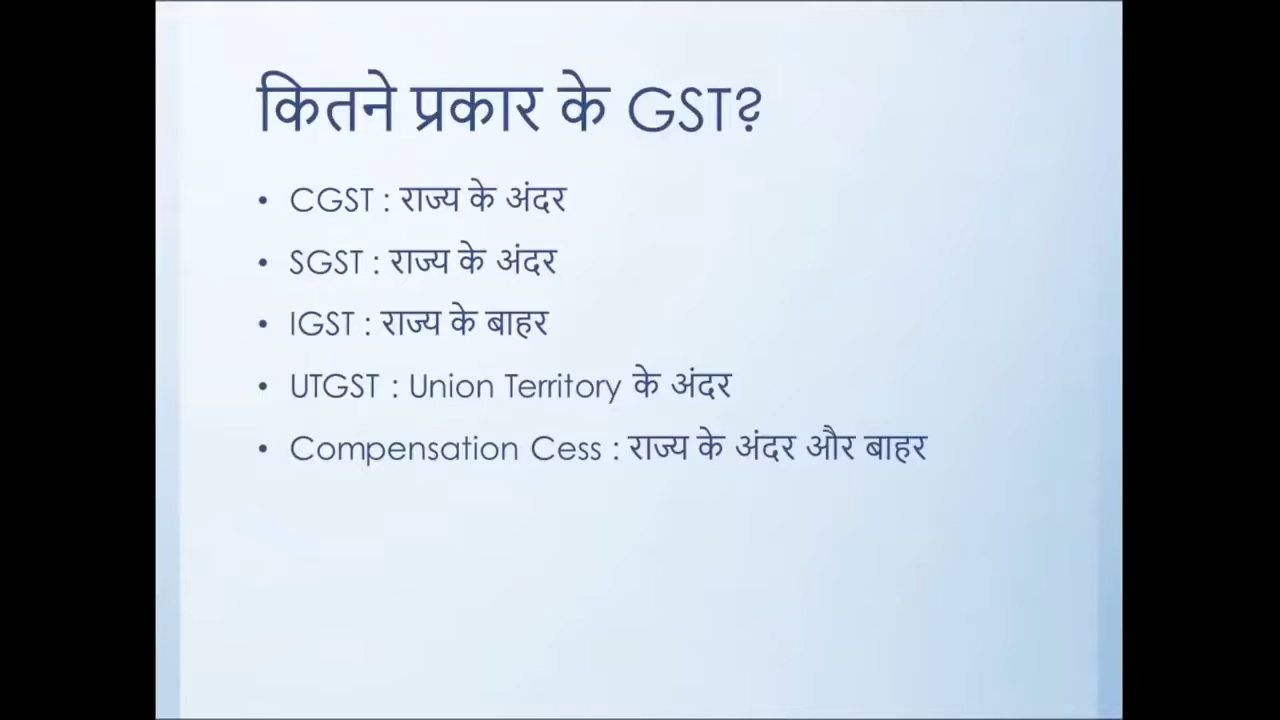 कितने प्रकार के GST?
• CGST : राज्य के अंदर
• SGST : राज्य के अंदर
• IGST : राज्य के बाहर
• UTGST : Union Territory के अंदर
• Compensation Cess : राज्य के अंदर और बाहर